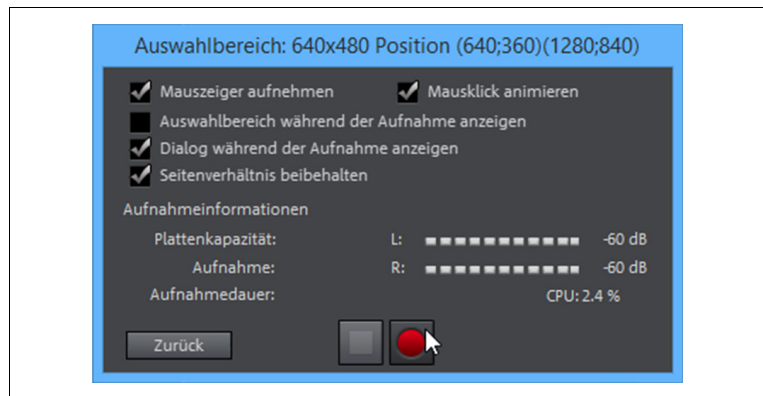 Auswahlbereich: 640x480 Position (640;360)(1280;840)
Mauszeiger aufnehmen Mausklick animieren
Auswahlbereich während der Aufnahme anzeigen
Dialog während der Aufnahme anzeigen
Seitenverhältnis beibehalten
Aufnahmeinformationen
Plattenkapazität: L: -60 dB
Aufnahme: R: -60 dB
Aufnahmedauer: CPU: 2.4 %
Zurück